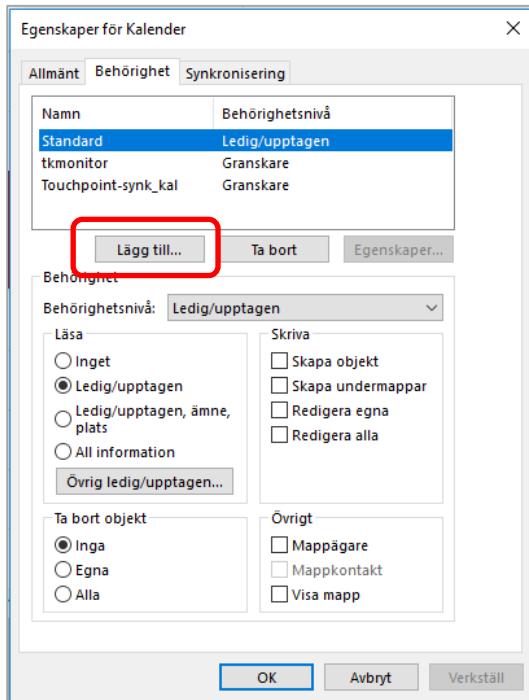 Egenskaper för Kalender
Allmänt Behörighet Synkronisering
Namn Behörighetsnivå
Standard Ledig/upptagen
tkmonitor Granskare
Touchpoint-synk_kal Granskare
Lägg till... Ta bort Egenskaper...
Behörighet
Behörighetsnivå: Ledig/upptagen
Läsa
Inget
Ledig/upptagen
Ledig/upptagen, ämne,
plats
All information
Övrig ledig/upptagen...
Skriva
Skapa objekt
Skapa undermappar
Redigera egna
Redigera alla
Ta bort objekt
Inga
Egna
Alla
Övrigt
Mappägare
Mappkontakt
Visa mapp
OK Avbryt Verkställ